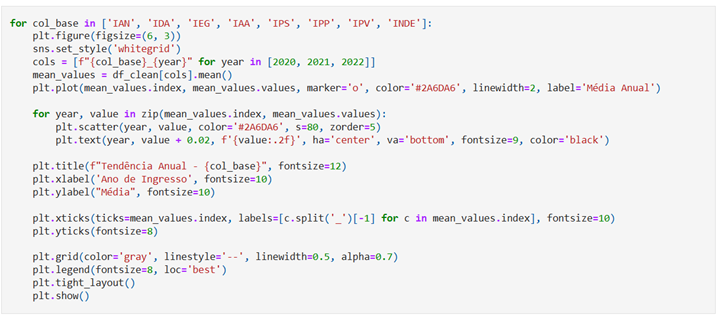 for col_base in ['IAN', 'IDA', 'IEG', 'IAA', 'IPS', 'IPP', 'IPV', 'INDE']:
    plt.figure(figsize=(6, 3))
    sns.set_style('whitegrid')
    cols = [f"{col_base}_{year}" for year in [2020, 2021, 2022]]
    mean_values = df_clean[cols].mean()
    plt.plot(mean_values.index, mean_values.values, marker='o', color='#2A6DA6', linewidth=2, label='Média Anual')

    for year, value in zip(mean_values.index, mean_values.values):
        plt.scatter(year, value, color='#2A6DA6', s=80, zorder=5)
        plt.text(year, value + 0.02, f'{value:.2f}', ha='center', va='bottom', fontsize=9, color='black')

    plt.title(f"Tendência Anual - {col_base}", fontsize=12)
    plt.xlabel('Ano de Ingresso', fontsize=10)
    plt.ylabel("Média", fontsize=10)

    plt.xticks(ticks=mean_values.index, labels=[c.split('_')[-1] for c in mean_values.index], fontsize=10)
    plt.yticks(fontsize=8)

    plt.grid(color='gray', linestyle='--', linewidth=0.5, alpha=0.7)
    plt.legend(fontsize=8, loc='best')
    plt.tight_layout()
    plt.show()